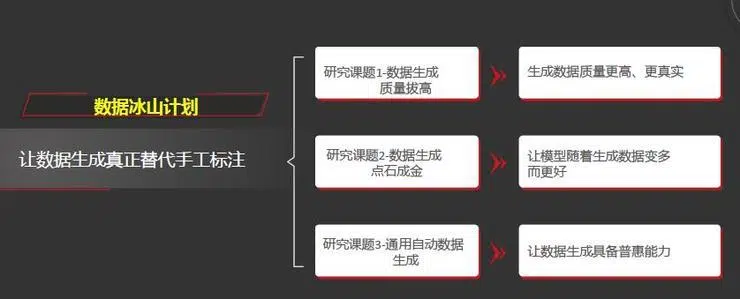 数据冰山计划
让数据生成真正替代手工标注
研究课题1-数据生成
质量拔高
生成数据质量更高、更真实
研究课题2-数据生成
点石成金
让模型随着生成数据变多
而更好
研究课题3-通用自动数据
生成
让数据生成具备普惠能力